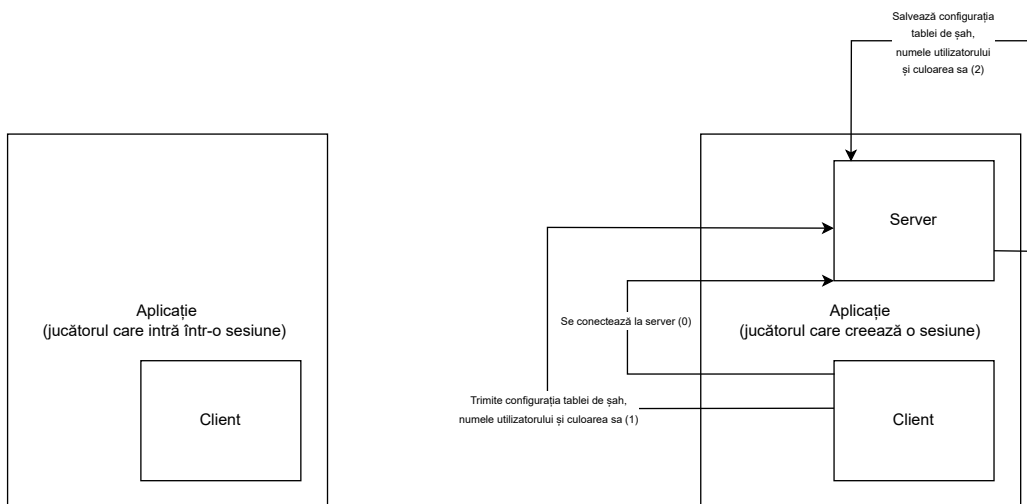 Salvează configurația
tablei de șah,
numele utilizatorului
și culoarea sa (2)
Server
Aplicație
(jucătorul care intră într-o sesiune)
Se conectează la server (0)
Aplicație
(jucătorul care creează o sesiune)
Trimite configurația tablei de șah,
numele utilizatorului și culoarea sa (1)
Client
Client